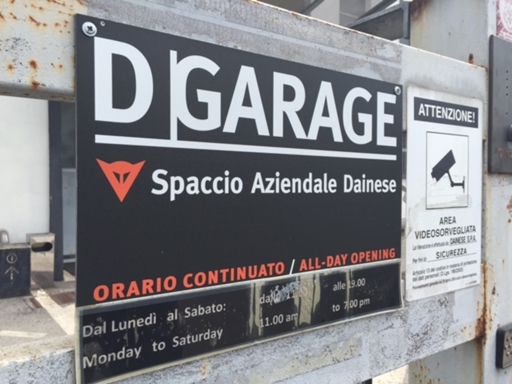 D|GARAGE
Spaccio Aziendale Dainese
ORARIO CONTINUATO / ALL-DAY OPENING
Dal Lunedì al Sabato: dalle alle 19.00
Monday to Saturday 11.00 am to 7.00 pm
ATTENZIONE!
AREA
VIDEOSORVEGLIATA
DAINESE S.P.A.
SICUREZZA